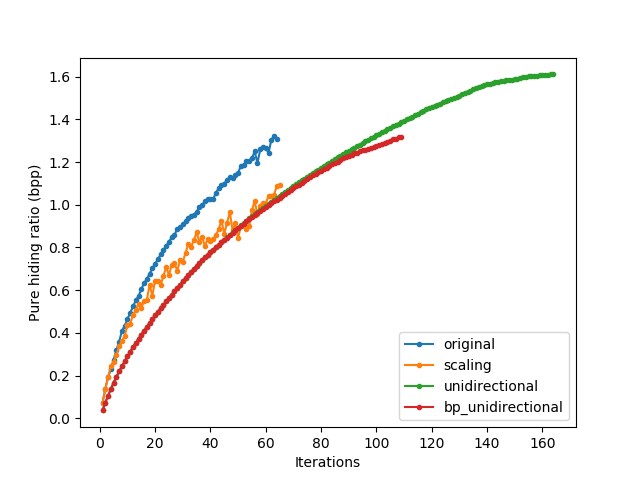 Pure hiding ratio (bpp)
1.6
1.4
1.2
1.0
0.8
0.6
0.4
0.2
0.0
original
scaling
unidirectional
bp_unidirectional
0 20 40 60 80 100 120 140 160
Iterations